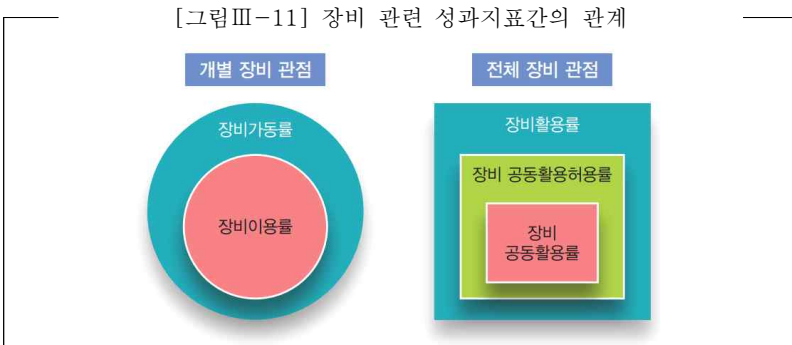 [그림Ⅲ-11] 장비 관련 성과지표간의 관계
개별 장비 관점
전체 장비 관점
장비가동률
장비이용률
장비활용률
장비 공동활용허용률
장비
공동활용률